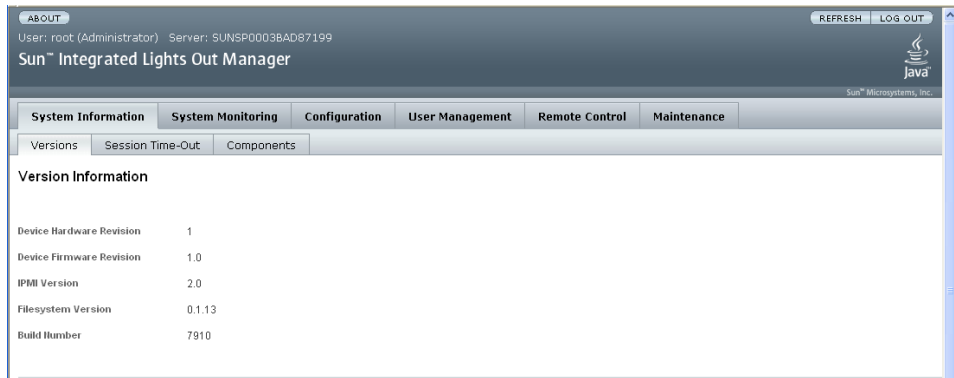 ABOUT REFRESH LOG OUT
User: root (Administrator) Server: SUNSP0003BAD87199
Sun™ Integrated Lights Out Manager
Java™
Sun™ Microsystems, Inc.
System Information System Monitoring Configuration User Management Remote Control Maintenance
Versions Session Time-Out Components
Version Information
Device Hardware Revision 1
Device Firmware Revision 1.0
IPMI Version 2.0
Filesystem Version 0.1.13
Build Number 7910